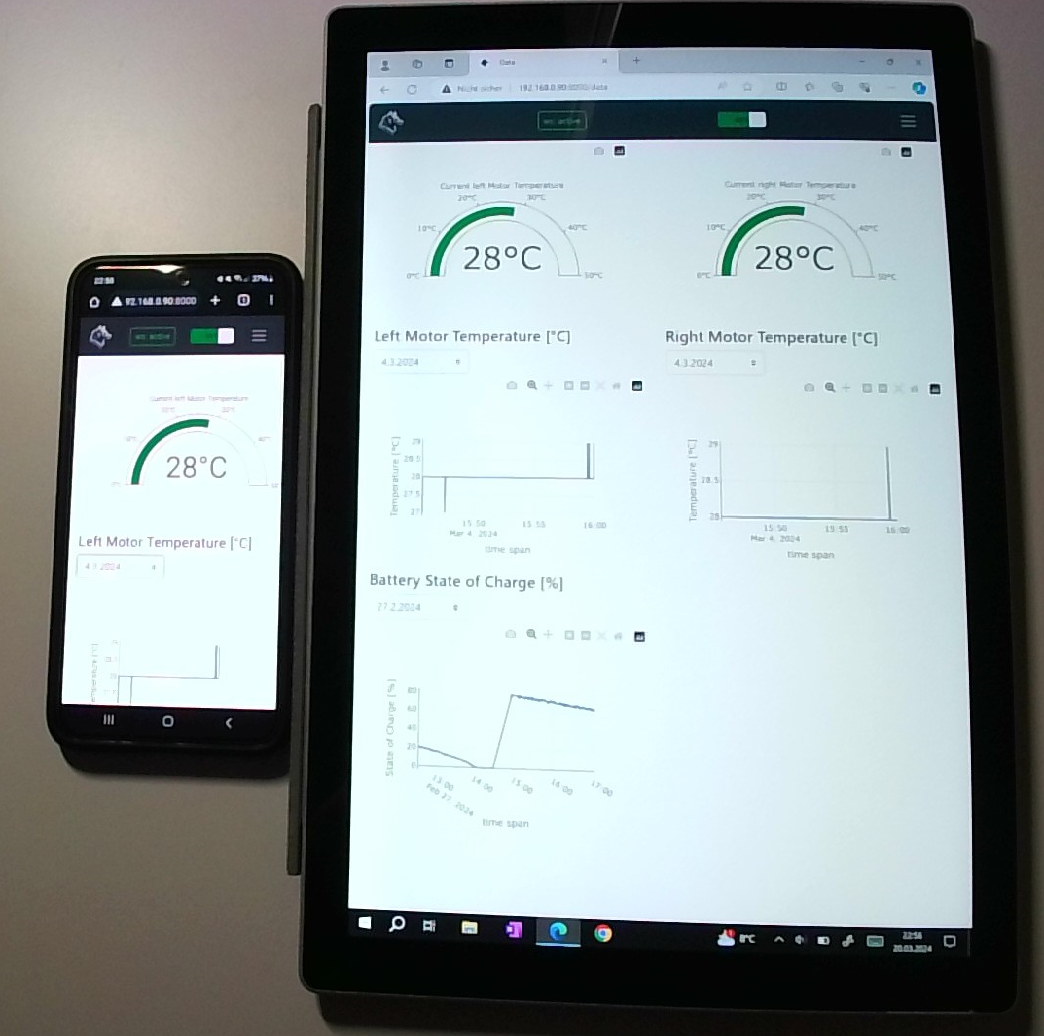 22:58
37%
92.168.0.90:8000
ws: active
Current left Motor Temperature
10°C
20°C
30°C
40°C
0°C
28°C
Left Motor Temperature [°C]
4.3.2024
Data
Nicht sicher
192.168.0.90:8000/data
ws: active
Current left Motor Temperature
20°C
30°C
10°C
40°C
28°C
0°C
50°C
Current right Motor Temperature
20°C
30°C
10°C
40°C
28°C
0°C
50°C
Left Motor Temperature [°C]
4.3.2024
Temperature [°C]
29
28.5
28
27.5
27
15:50
15:55
16:00
Mar 4, 2024
time span
Right Motor Temperature [°C]
4.3.2024
Temperature [°C]
29
28.5
28
15:50
15:55
16:00
Mar 4, 2024
time span
Battery State of Charge [%]
27.2.2024
State of Charge [%]
80
60
40
20
0
13:00
14:00
15:00
16:00
17:00
Feb 27, 2024
time span
8°C
22:58
20.03.2024